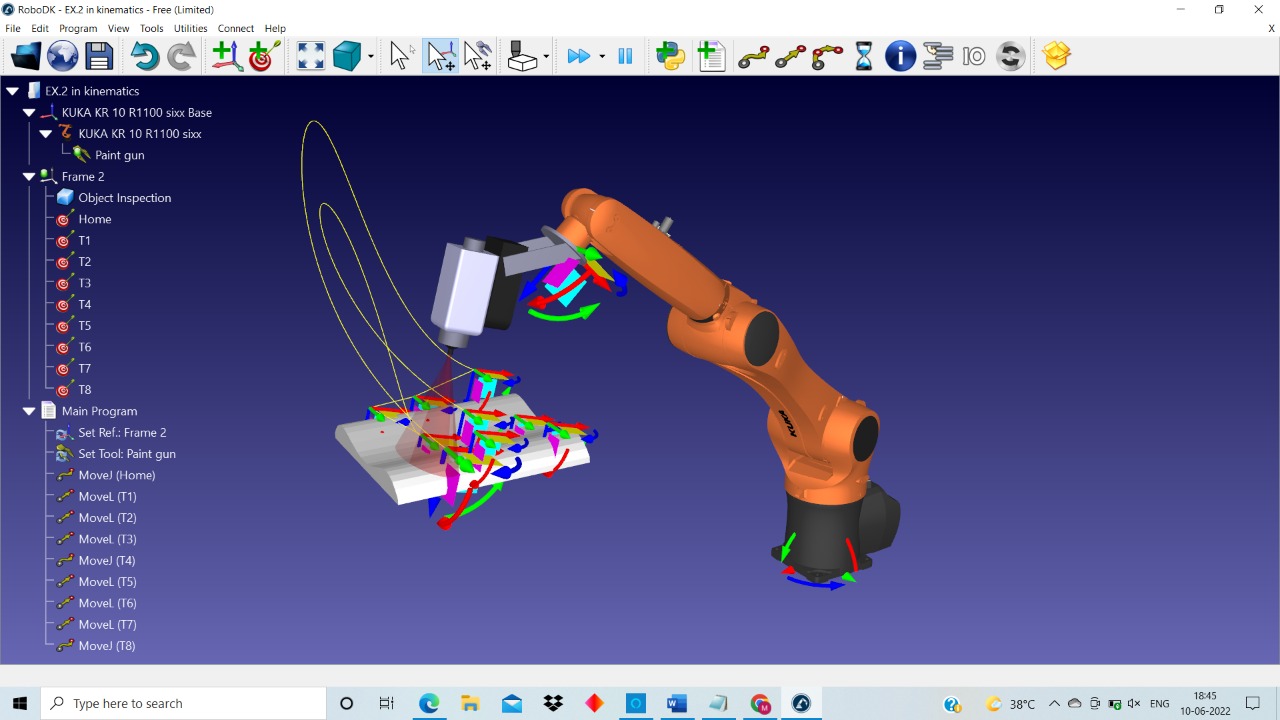 RoboDK - EX.2 in kinematics - Free (Limited)
File Edit Program View Tools Utilities Connect Help X
IO
EX.2 in kinematics
KUKA KR 10 R1100 sixx Base
KUKA KR 10 R1100 sixx
Paint gun
Frame 2
Object Inspection
Home
T1
T2
T3
T4
T5
T6
T7
T8
Main Program
Set Ref.: Frame 2
Set Tool: Paint gun
MoveJ (Home)
MoveL (T1)
MoveL (T2)
MoveL (T3)
MoveJ (T4)
MoveL (T5)
MoveL (T6)
MoveL (T7)
MoveJ (T8)
KUKA
Type here to search
38°C
ENG
18:45
10-06-2022